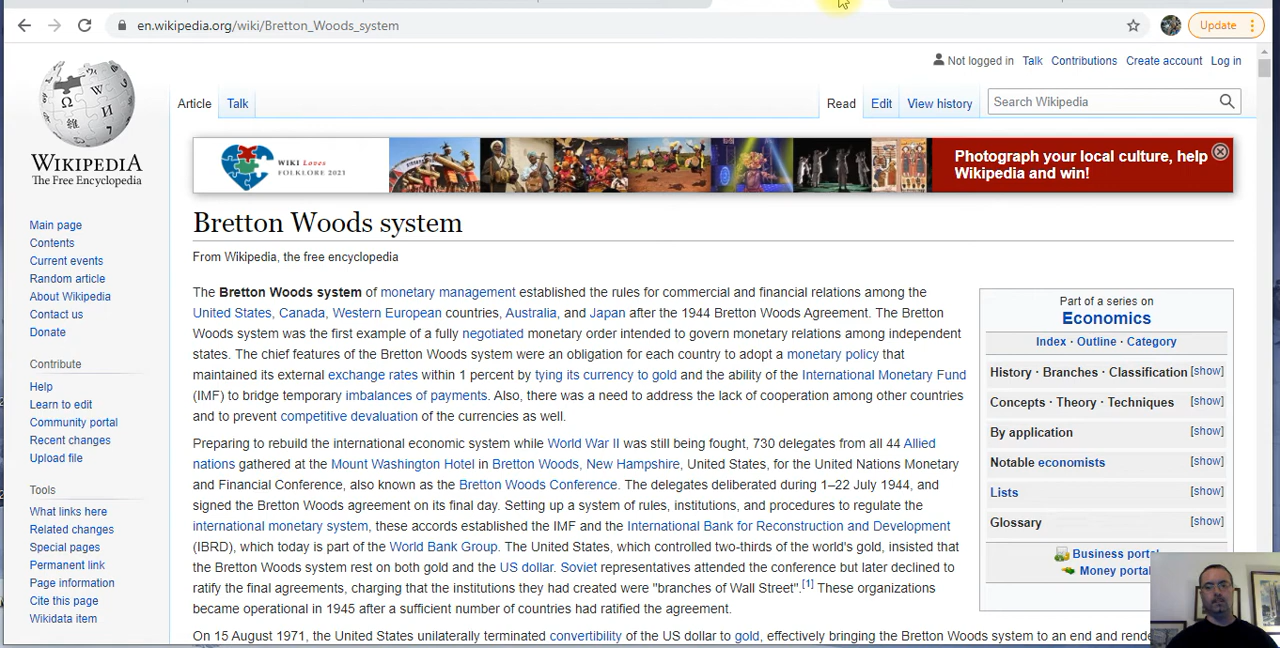 en.wikipedia.org/wiki/Bretton_Woods_system
Update
Not logged in Talk Contributions Create account Log in
WIKIPEDIA
The Free Encyclopedia
Article Talk
Read Edit View history
Search Wikipedia
WIKI Loves
FOLKLORE 2021
Photograph your local culture, help
Wikipedia and win!
Main page
Contents
Current events
Random article
About Wikipedia
Contact us
Donate
Contribute
Help
Learn to edit
Community portal
Recent changes
Upload file
Tools
What links here
Related changes
Special pages
Permanent link
Page information
Cite this page
Wikidata item
Bretton Woods system
From Wikipedia, the free encyclopedia
The Bretton Woods system of monetary management established the rules for commercial and financial relations among the
United States, Canada, Western European countries, Australia, and Japan after the 1944 Bretton Woods Agreement. The Bretton
Woods system was the first example of a fully negotiated monetary order intended to govern monetary relations among independent
states. The chief features of the Bretton Woods system were an obligation for each country to adopt a monetary policy that
maintained its external exchange rates within 1 percent by tying its currency to gold and the ability of the International Monetary Fund
(IMF) to bridge temporary imbalances of payments. Also, there was a need to address the lack of cooperation among other countries
and to prevent competitive devaluation of the currencies as well.
Preparing to rebuild the international economic system while World War II was still being fought, 730 delegates from all 44 Allied
nations gathered at the Mount Washington Hotel in Bretton Woods, New Hampshire, United States, for the United Nations Monetary
and Financial Conference, also known as the Bretton Woods Conference. The delegates deliberated during 1–22 July 1944, and
signed the Bretton Woods agreement on its final day. Setting up a system of rules, institutions, and procedures to regulate the
international monetary system, these accords established the IMF and the International Bank for Reconstruction and Development
(IBRD), which today is part of the World Bank Group. The United States, which controlled two-thirds of the world's gold, insisted that
the Bretton Woods system rest on both gold and the US dollar. Soviet representatives attended the conference but later declined to
ratify the final agreements, charging that the institutions they had created were "branches of Wall Street".[1] These organizations
became operational in 1945 after a sufficient number of countries had ratified the agreement.
On 15 August 1971, the United States unilaterally terminated convertibility of the US dollar to gold, effectively bringing the Bretton Woods system to an end and rende
Part of a series on
Economics
Index · Outline · Category
History · Branches · Classification [show]
Concepts · Theory · Techniques [show]
By application [show]
Notable economists [show]
Lists [show]
Glossary [show]
Business porta
Money porta